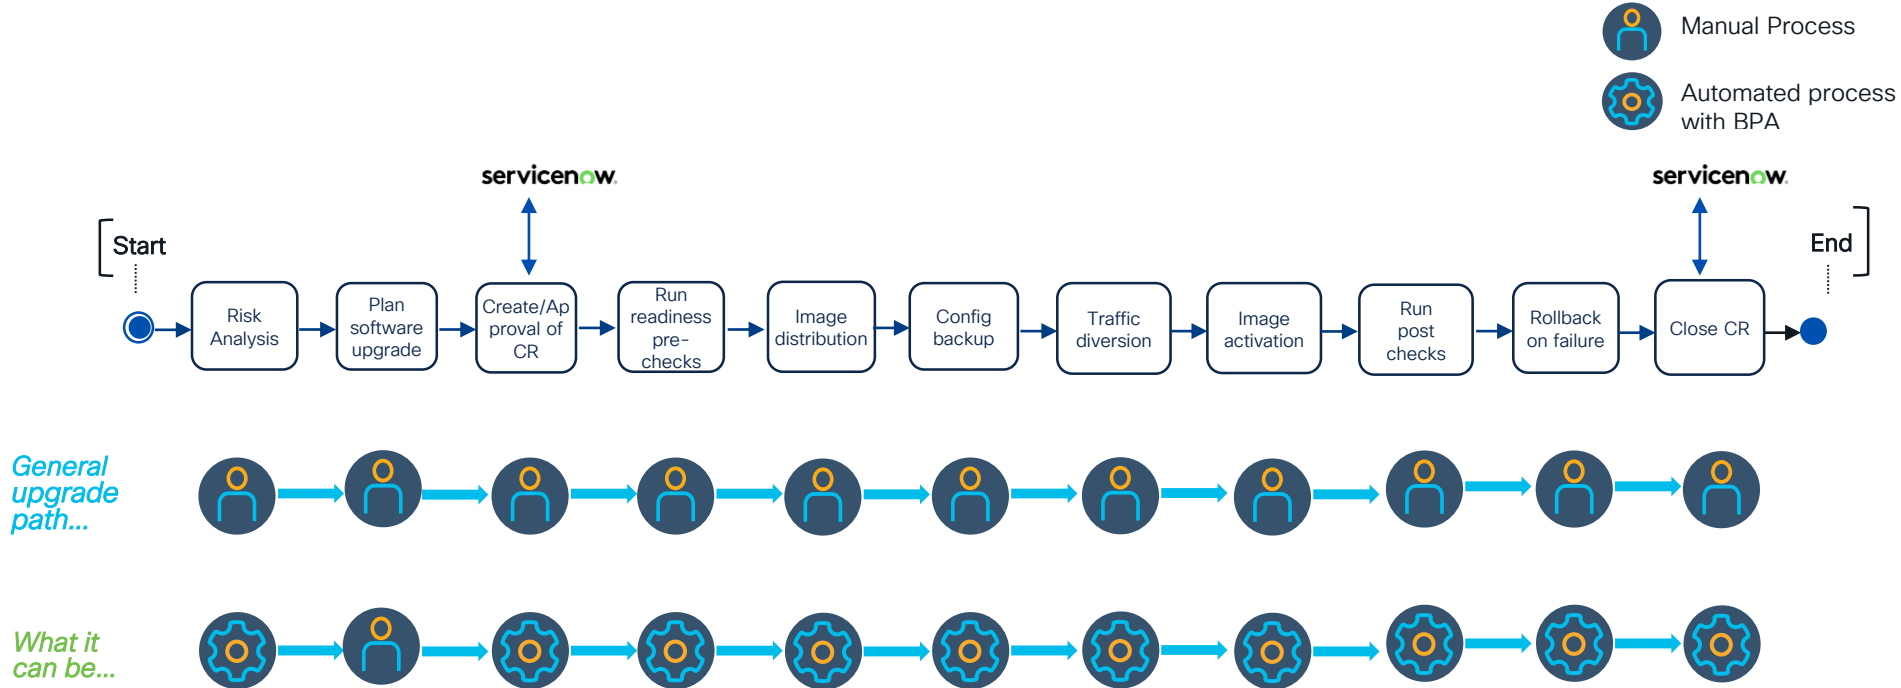 Manual Process
Automated process
with BPA
servicenow.
servicenow.
Start
End
Risk
Analysis
Plan
software
upgrade
Create/Ap
proval of
CR
Run
readiness
pre-
checks
Image
distribution
Config
backup
Traffic
diversion
Image
activation
Run
post
checks
Rollback
on failure
Close CR
General
upgrade
path...
What it
can be...